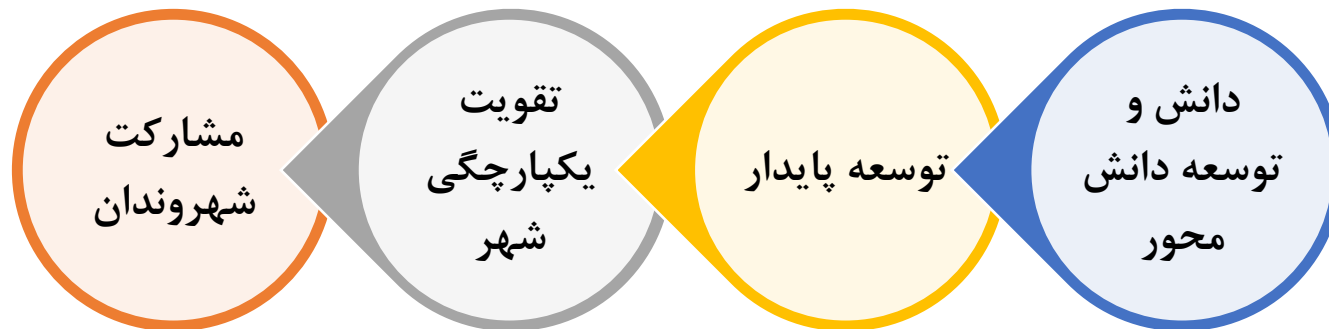 دانش و
توسعه دانش
محور
توسعه پایدار
تقویت
یکپارچگی
شهر
مشارکت
شهروندان